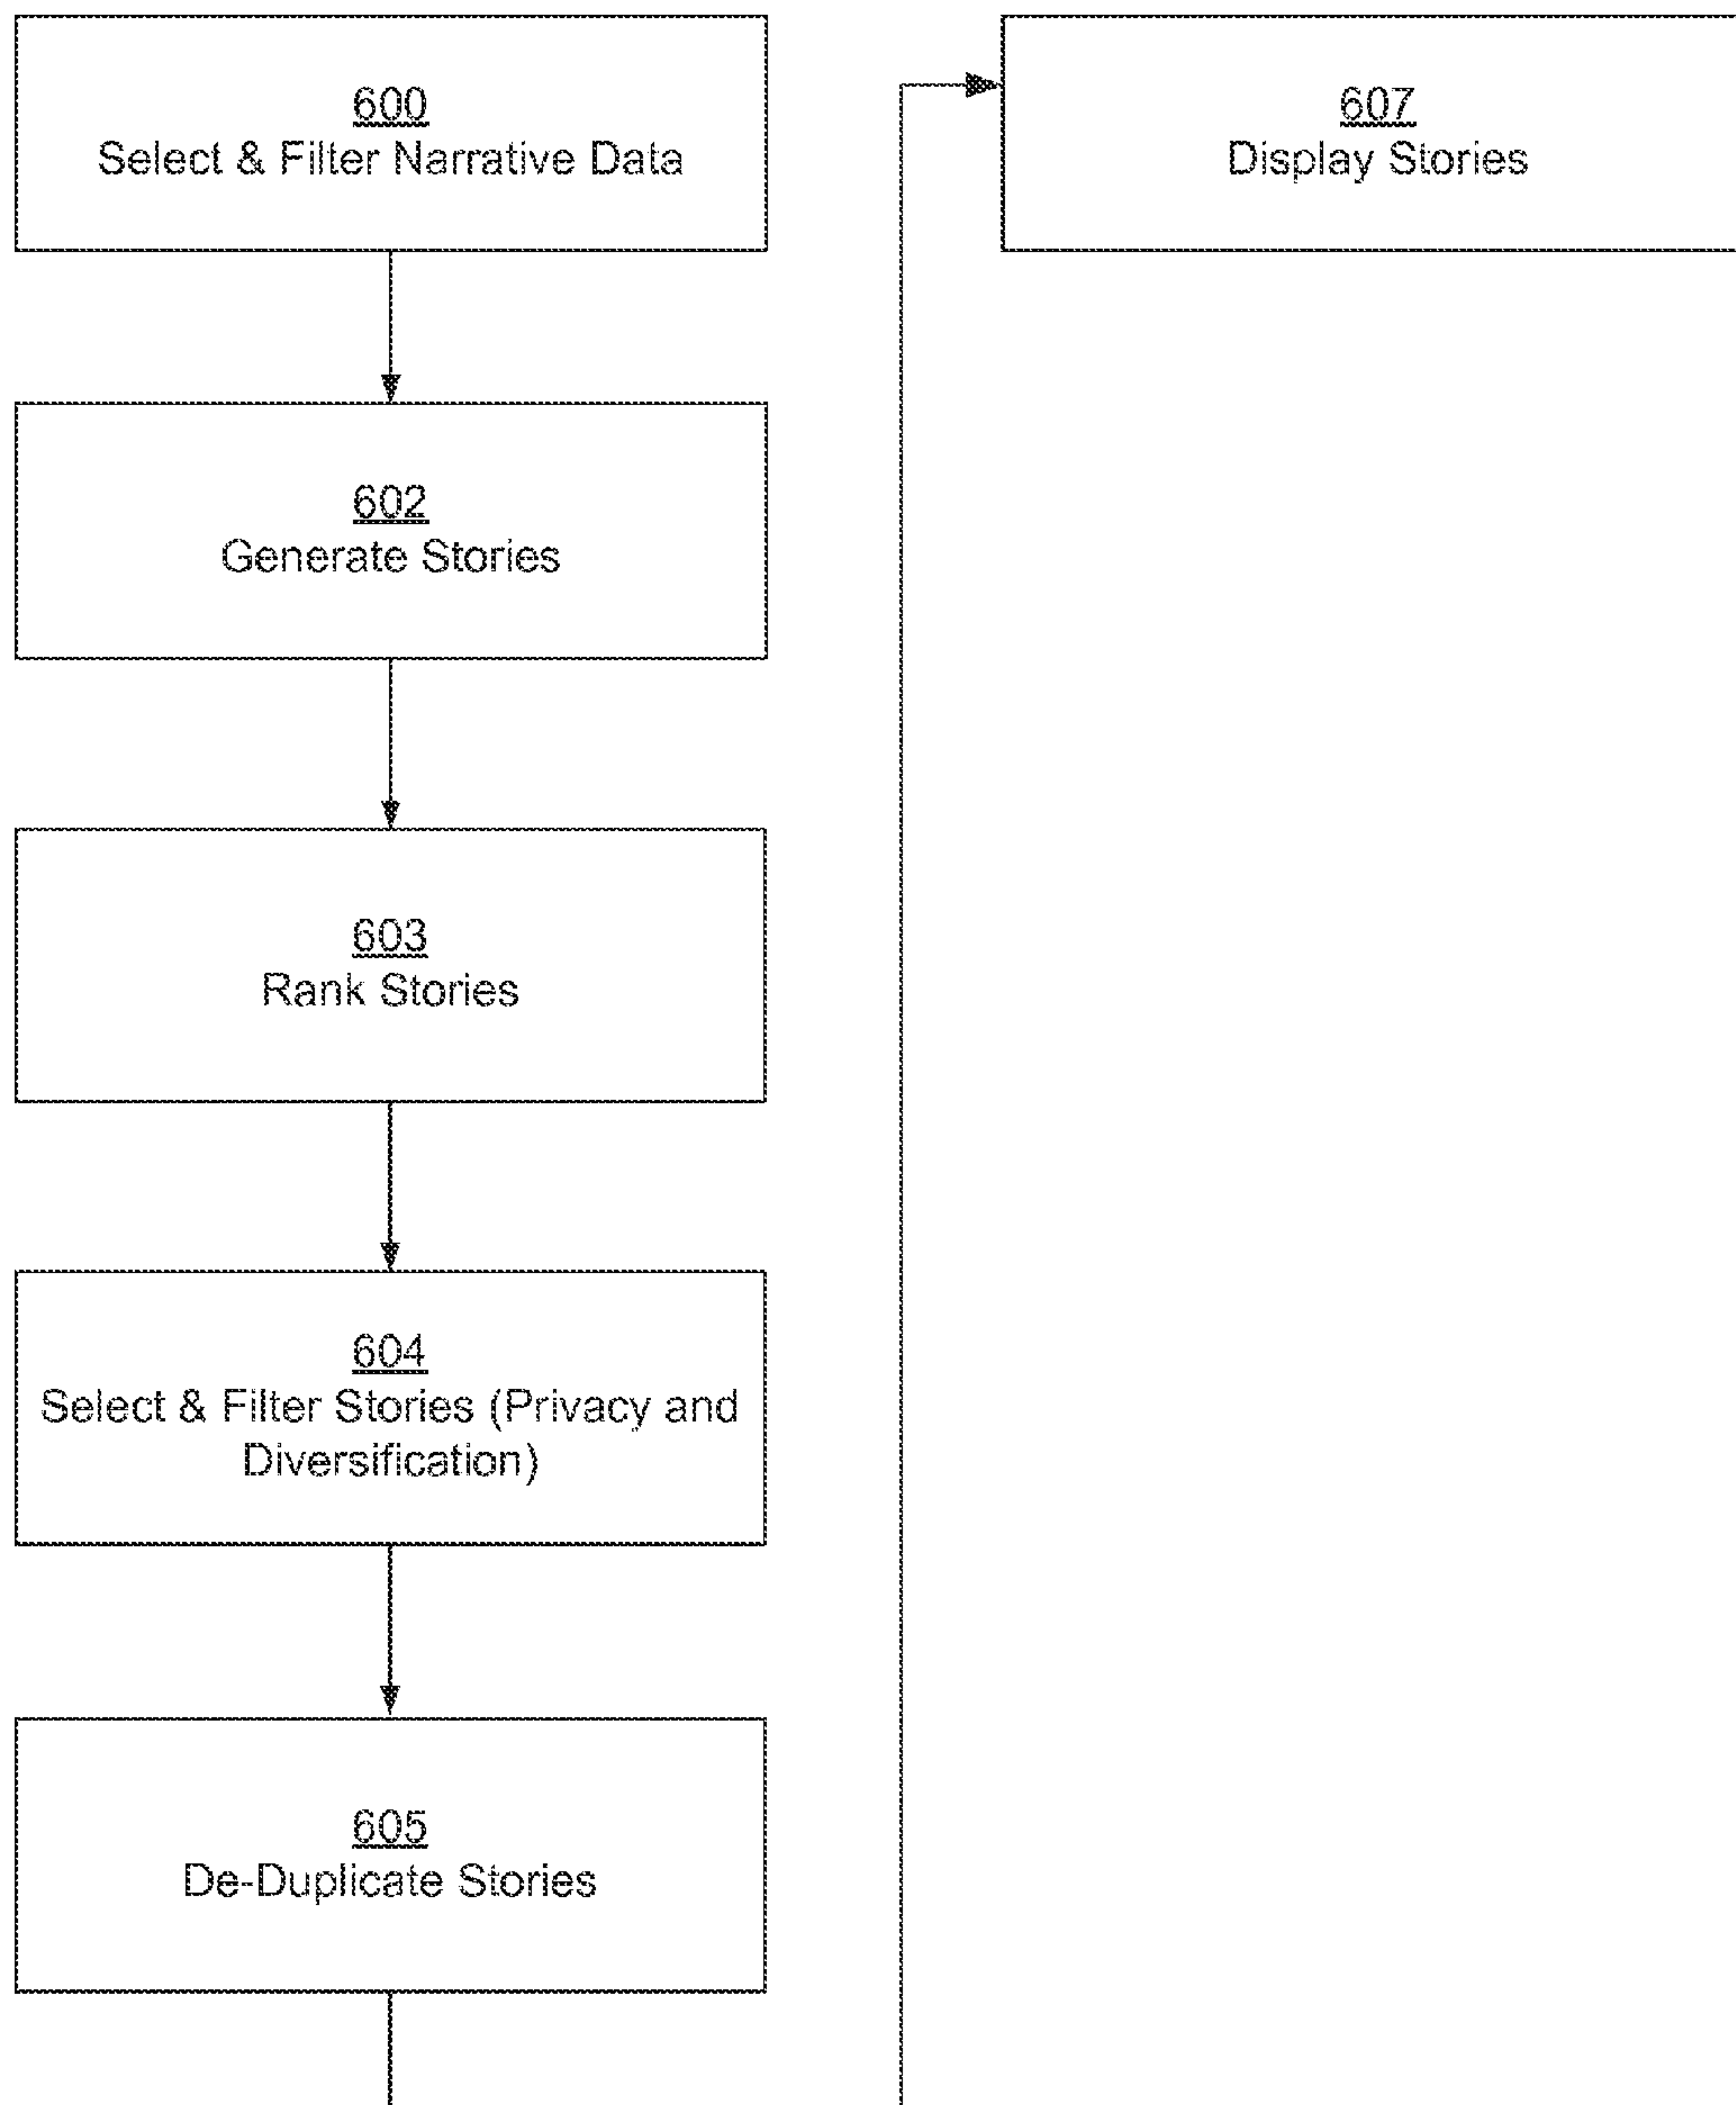 600
Select & Filter Narrative Data
602
Generate Stories
603
Rank Stories
604
Select & Filter Stories (Privacy and
Diversification)
605
De-Duplicate Stories
607
Display Stories